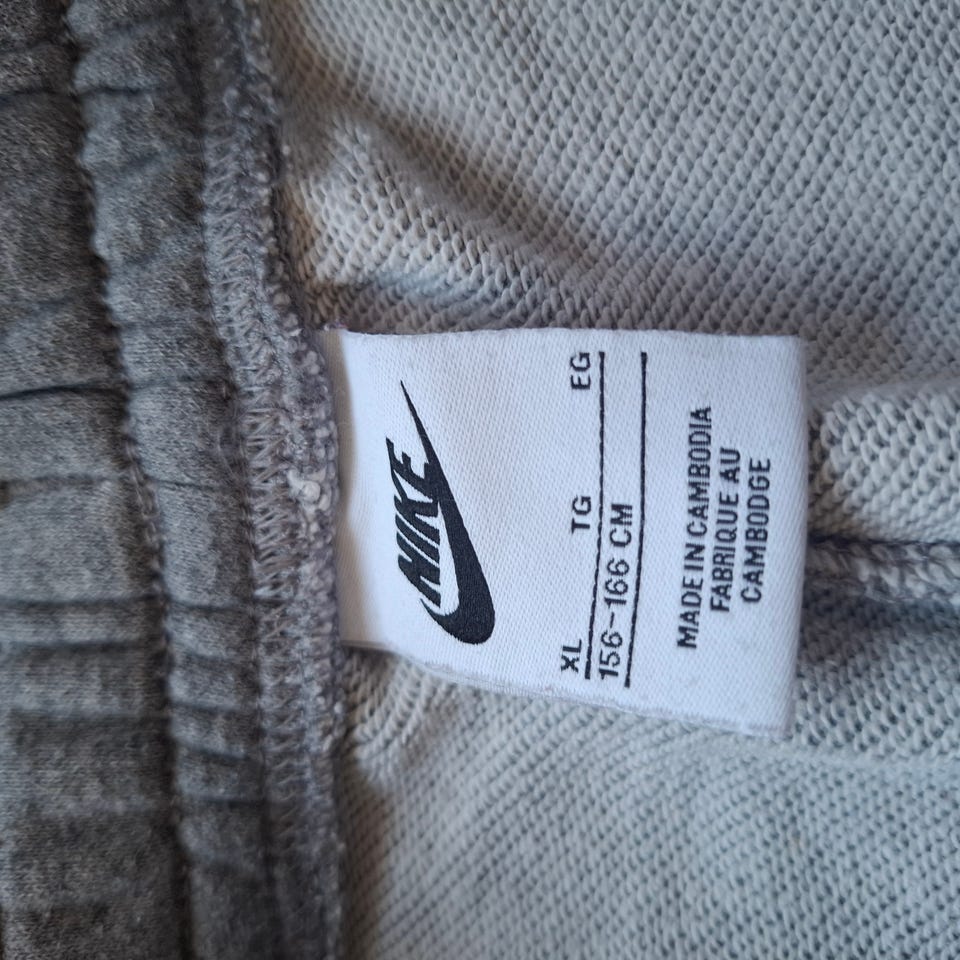 NIKE
XL TG EG
156-166 CM
MADE IN CAMBODIA
FABRIQUE AU
CAMBODGE